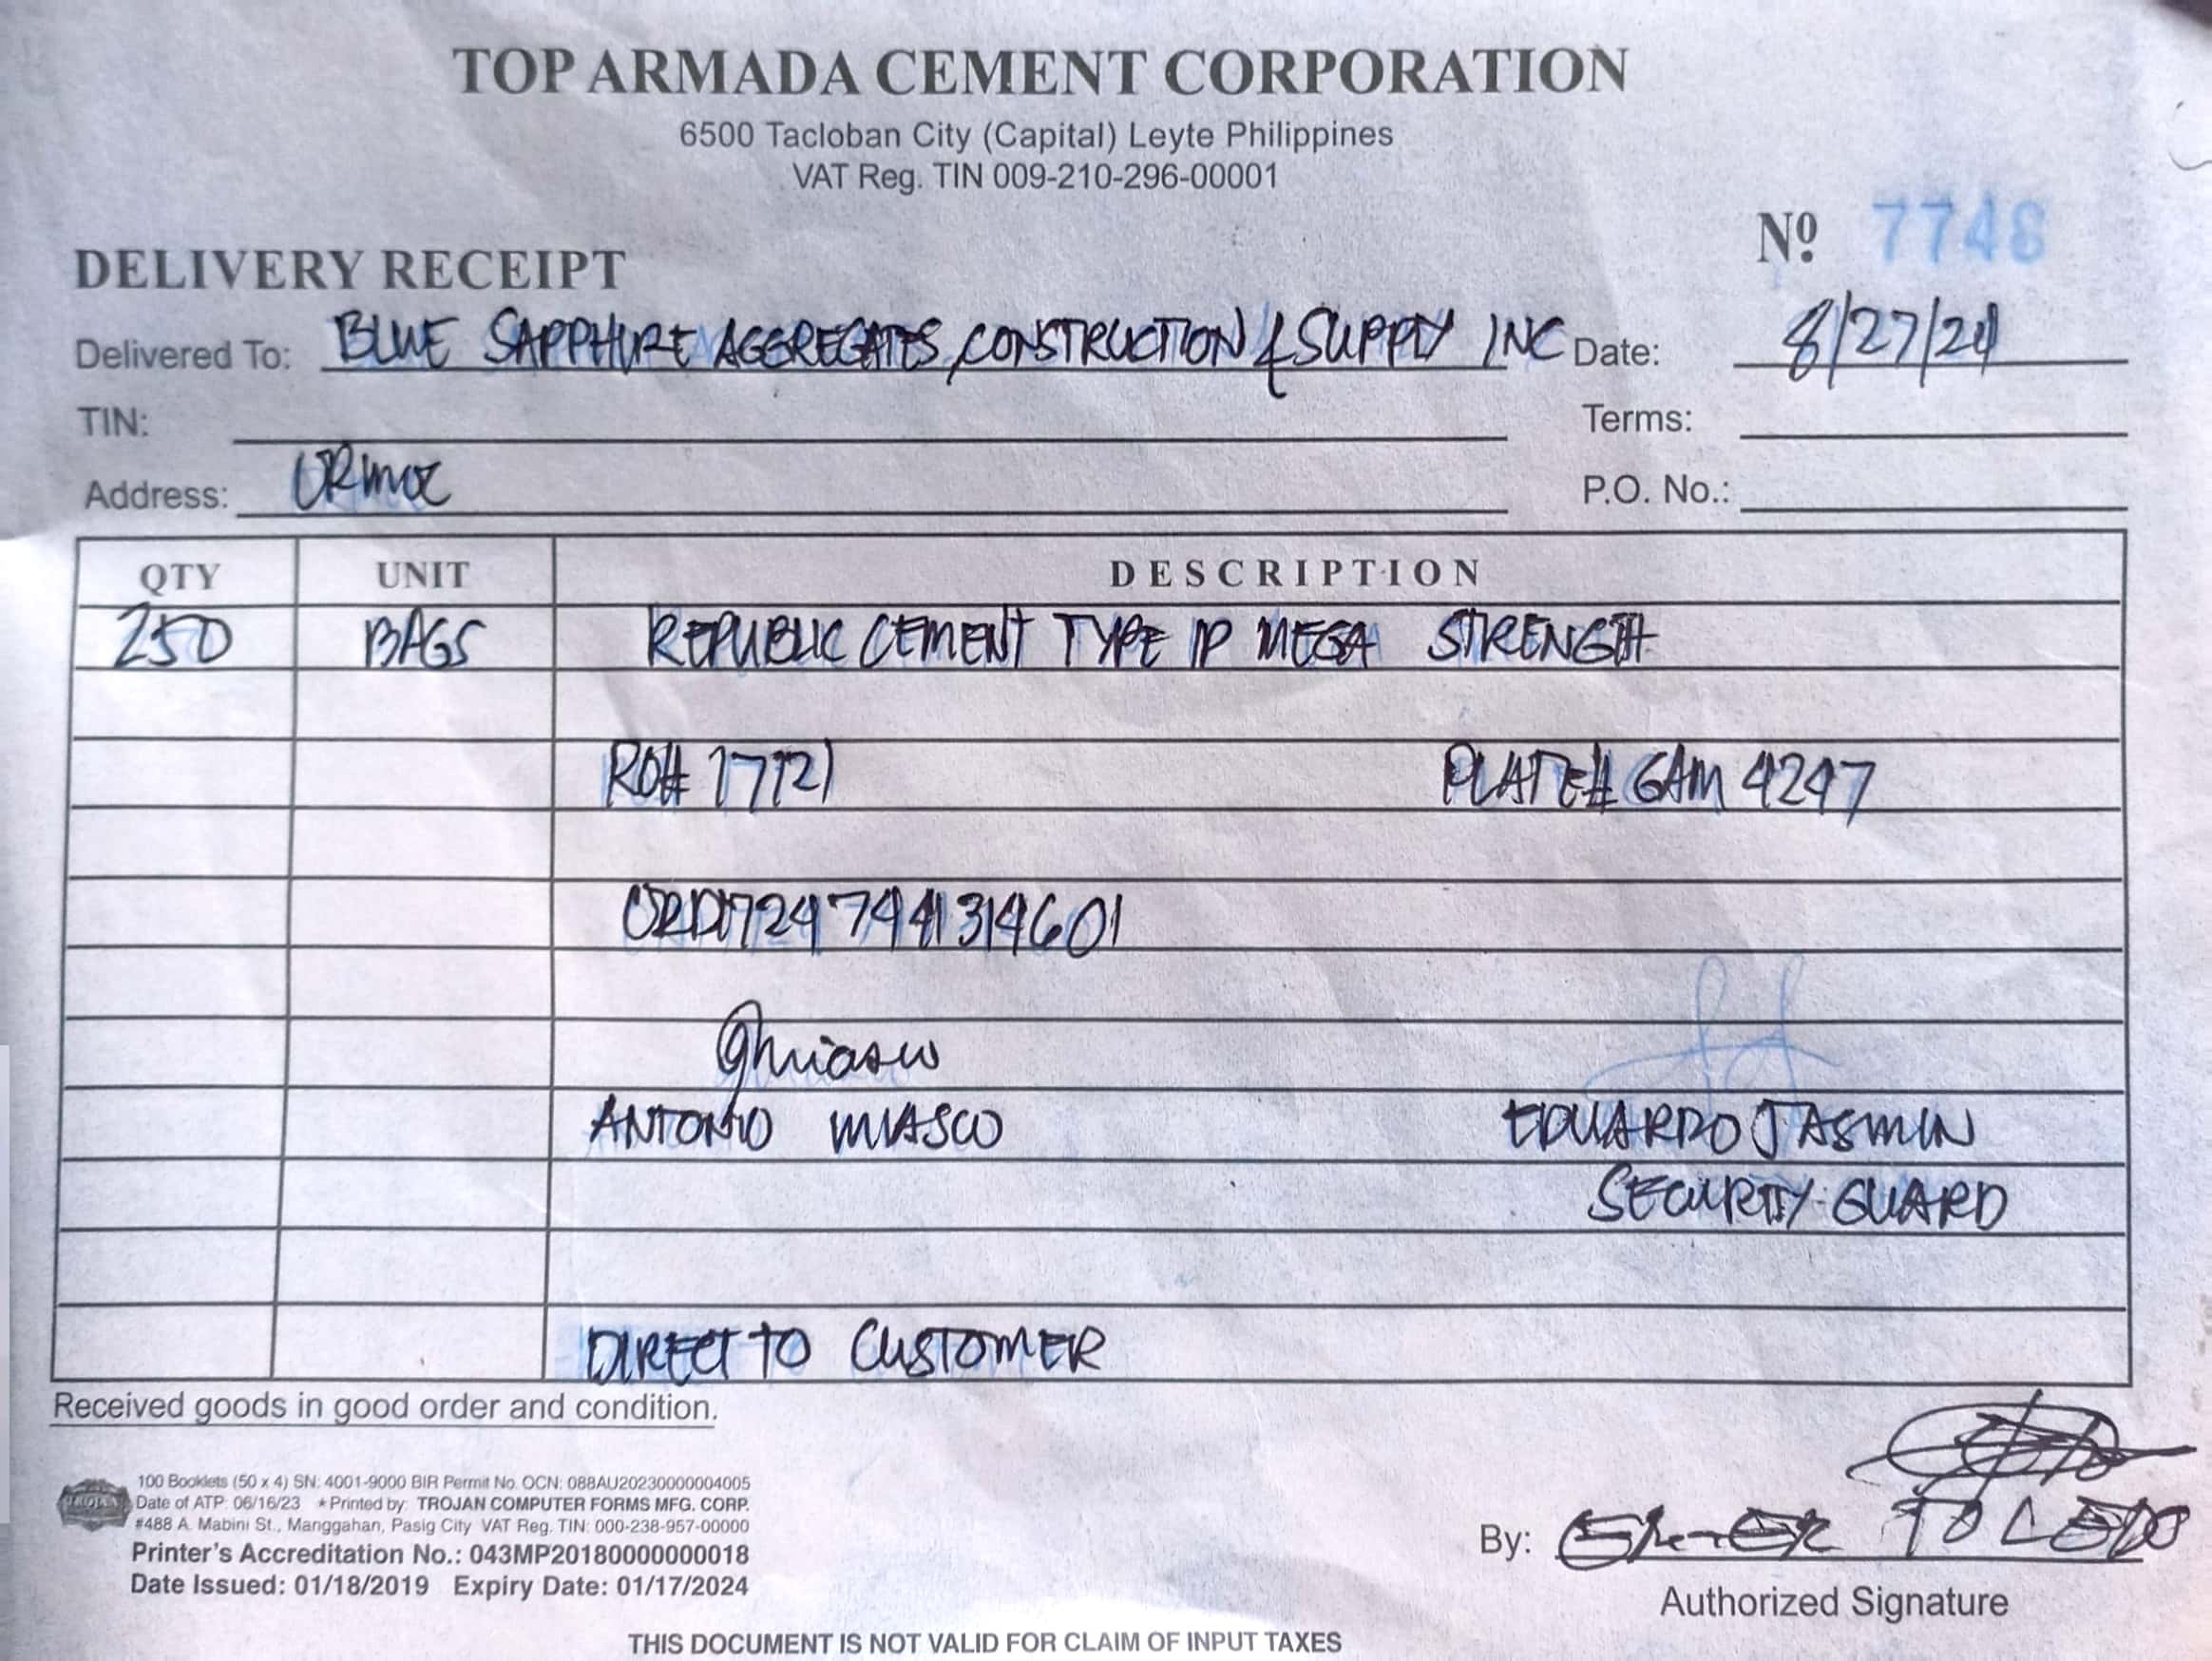 TOP ARMADA CEMENT CORPORATION
6500 Tacloban City (Capital) Leyte Philippines
VAT Reg. TIN 009-210-296-00001
Nº 7748
DELIVERY RECEIPT
Delivered To: BLUE SAPPHIRE AGGREGATES, CONSTRUCTION & SUPPLY INC Date: 8/27/24
TIN: Terms:
Address: ORMOC P.O. No.:
QTY UNIT DESCRIPTION
250 BAGS REPUBLIC CEMENT TYPE 1P MEGA STRENGTH
RO# 17721 PLATE# GAM 4247
ORD1724744314601
ANTONIO MIASCO EDUARDO JASMIN
SECURITY GUARD
DIRECT TO CUSTOMER
Received goods in good order and condition.
TROJAN
100 Booklets (50 x 4) SN: 4001-9000 BIR Permit No. OCN: 088AU20230000004005
Date of ATP: 06/16/23 * Printed by: TROJAN COMPUTER FORMS MFG. CORP.
#488 A. Mabini St., Manggahan, Pasig City VAT Reg. TIN: 000-238-957-00000
Printer's Accreditation No.: 043MP20180000000018
Date Issued: 01/18/2019 Expiry Date: 01/17/2024
By: ELMER TOLEDO
Authorized Signature
THIS DOCUMENT IS NOT VALID FOR CLAIM OF INPUT TAXES